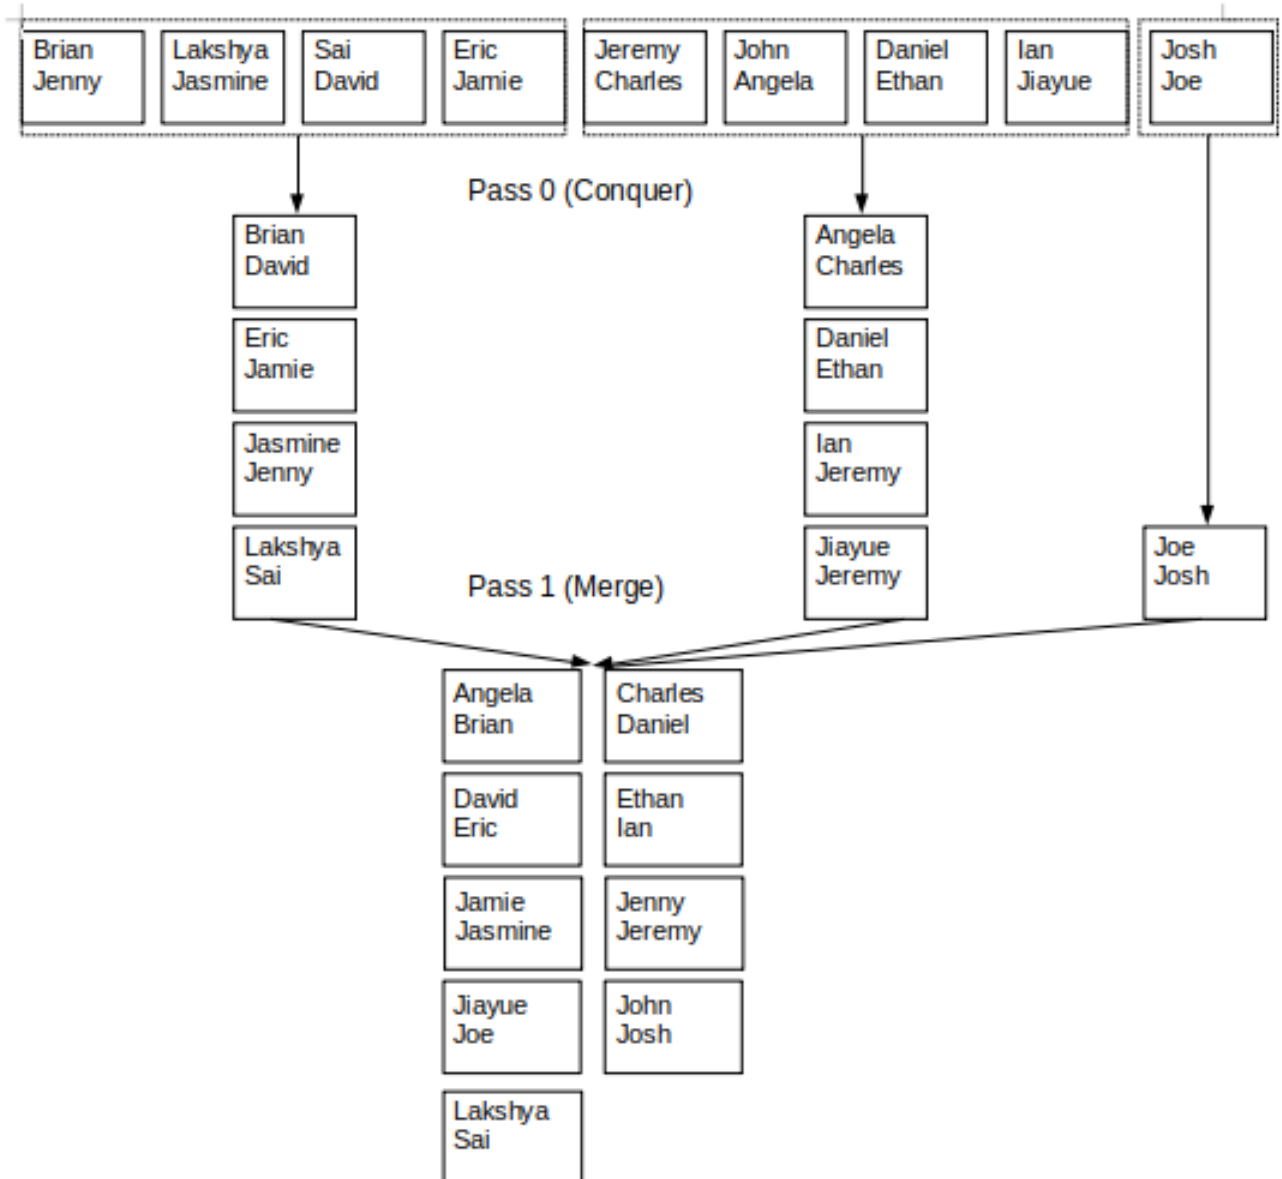 Brian
Jenny
Lakshya
Jasmine
Sai
David
Eric
Jamie
Jeremy
Charles
John
Angela
Daniel
Ethan
Ian
Jiayue
Josh
Joe
Pass 0 (Conquer)
Brian
David
Eric
Jamie
Jasmine
Jenny
Lakshya
Sai
Angela
Charles
Daniel
Ethan
Ian
Jeremy
Jiayue
Jeremy
Joe
Josh
Pass 1 (Merge)
Angela
Brian
Charles
Daniel
David
Eric
Ethan
Ian
Jamie
Jasmine
Jenny
Jeremy
Jiayue
Joe
John
Josh
Lakshya
Sai